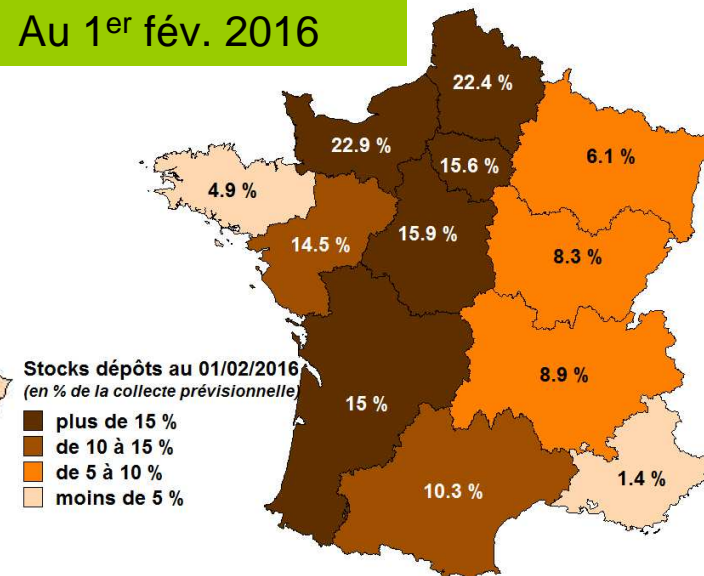 Au 1er fév. 2016
22.4 %
22.9 %
15.6 %
6.1 %
4.9 %
14.5 %
15.9 %
8.3 %
Stocks dépôts au 01/02/2016
(en % de la collecte prévisionnelle)
8.9 %
15 %
plus de 15 %
de 10 à 15 %
de 5 à 10 %
moins de 5 %
10.3 %
1.4 %